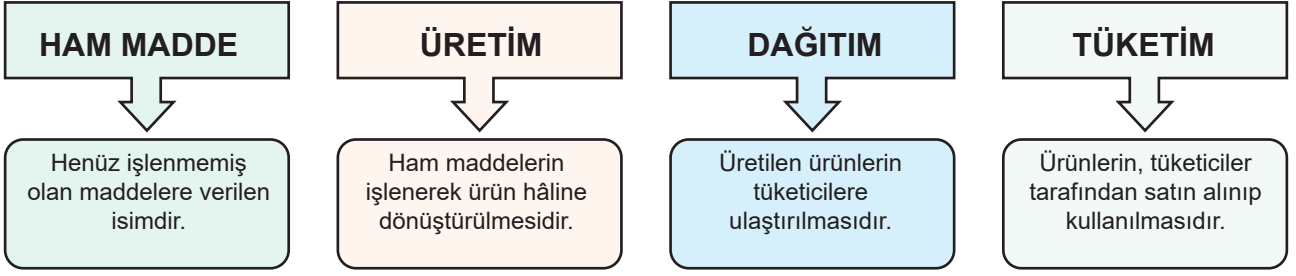 HAM MADDE
Henüz işlenmemiş
olan maddelere verilen
isimdir.
ÜRETİM
Ham maddelerin
işlenerek ürün hâline
dönüştürülmesidir.
DAĞITIM
Üretilen ürünlerin
tüketicilere
ulaştırılmasıdır.
TÜKETİM
Ürünlerin, tüketiciler
tarafından satın alınıp
kullanılmasıdır.